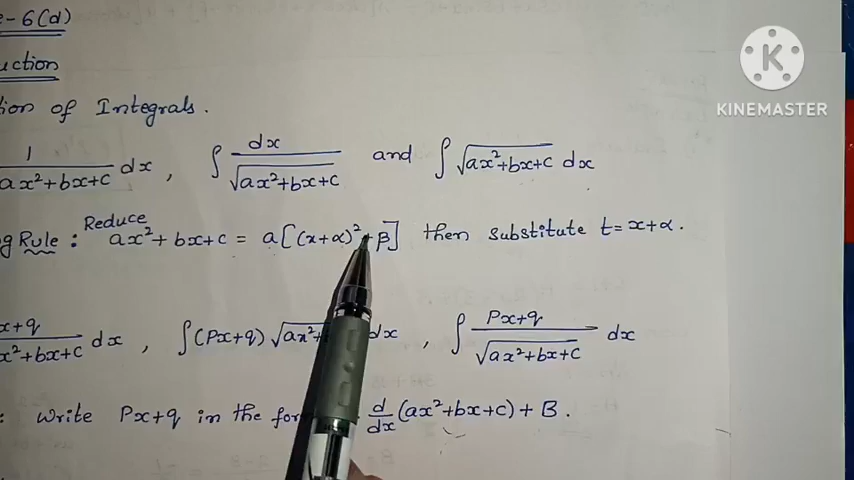 e-6(d)
uction
ion of Integrals.
1/(ax²+bx+c) dx , ∫ dx/√(ax²+bx+c) and ∫ √(ax²+bx+c) dx
g Rule : Reduce ax²+bx+c = a[(x+α)²+β] then substitute t=x+α.
x+q/(x²+bx+c) dx , ∫(Px+q) √ax²+ dx , ∫ Px+q/√(ax²+bx+c) dx
: Write Px+q in the for d/dx (ax²+bx+c) + B.
KINEMASTER